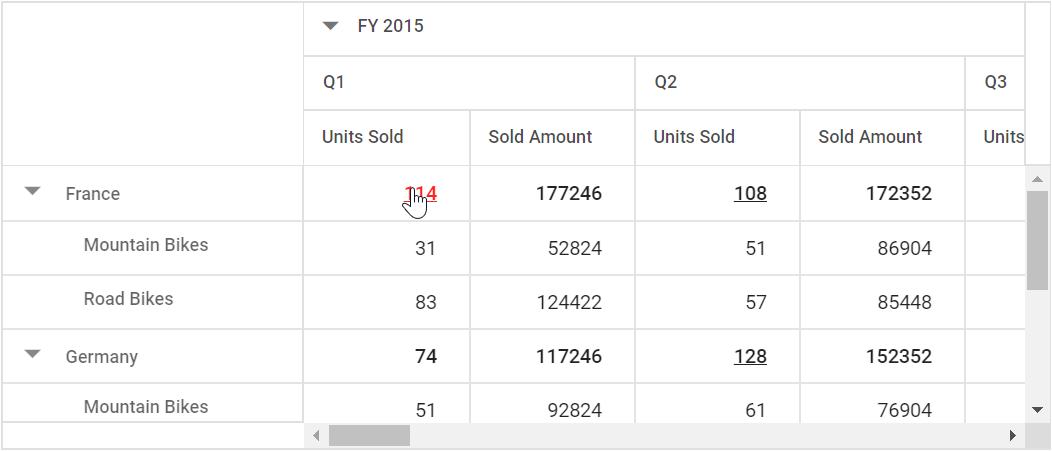 FY 2015
Q1 Q2 Q3
Units Sold Sold Amount Units Sold Sold Amount Units
France 114 177246 108 172352
Mountain Bikes 31 52824 51 86904
Road Bikes 83 124422 57 85448
Germany 74 117246 128 152352
Mountain Bikes 51 92824 61 76904